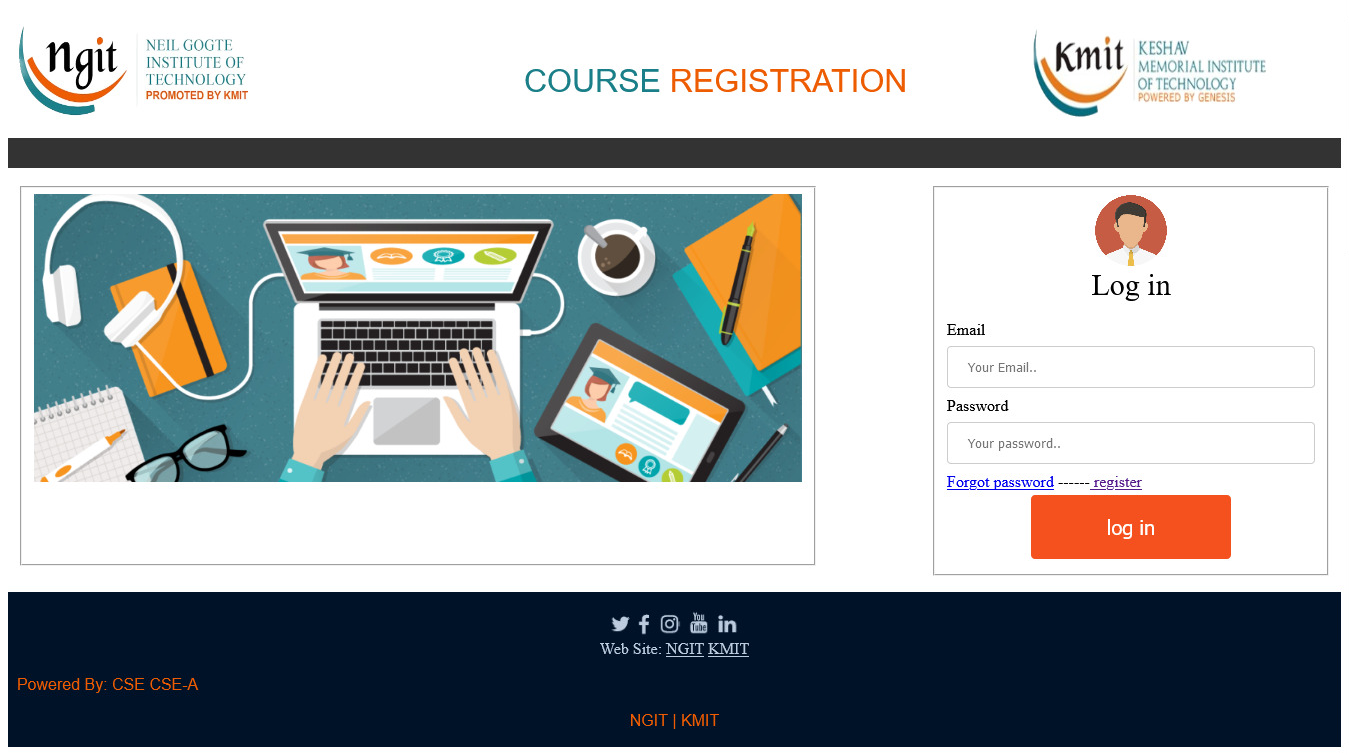 Ngit
NEIL GOGTE
INSTITUTE OF
TECHNOLOGY
PROMOTED BY KMIT
COURSE REGISTRATION
Kmit
KESHAV
MEMORIAL INSTITUTE
OF TECHNOLOGY
POWERED BY GENESIS
Log in
Email
Your Email..
Password
Your password..
Forgot password ------ register
log in
You
Tube
in
Web Site: NGIT KMIT
Powered By: CSE CSE-A
NGIT | KMIT